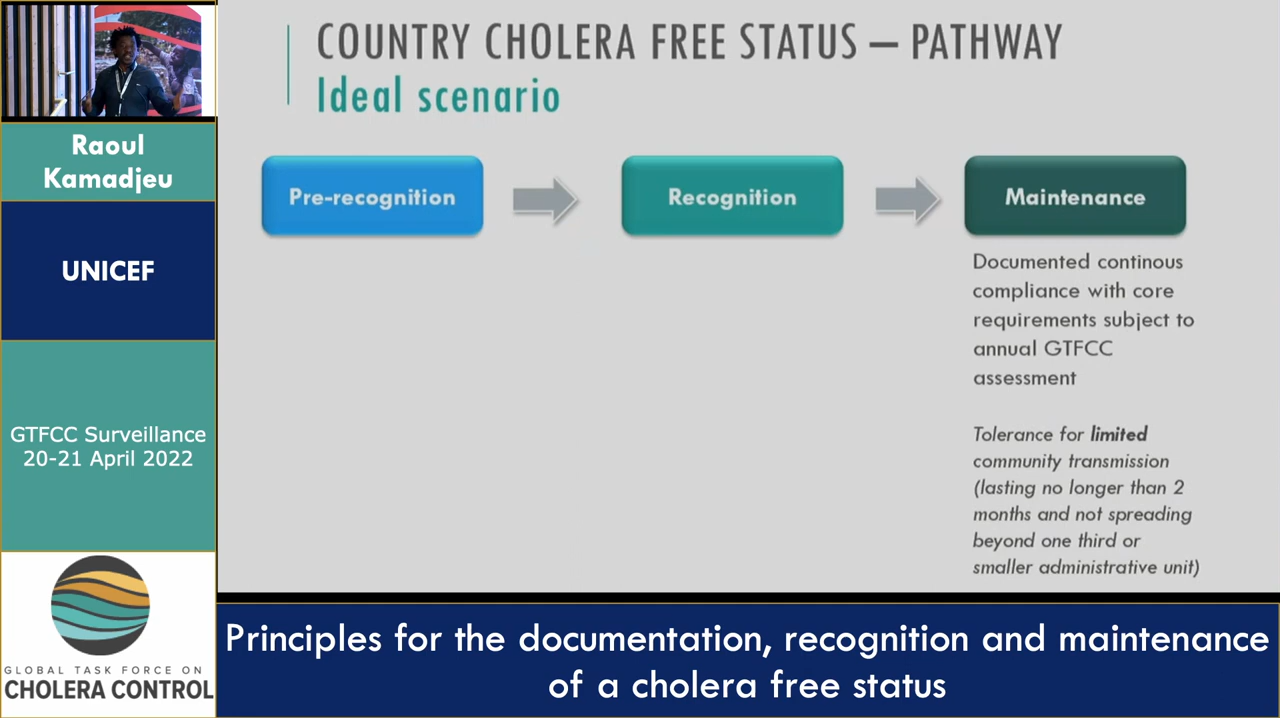 Raoul
Kamadjeu
UNICEF
GTFCC Surveillance
20-21 April 2022
GLOBAL TASK FORCE ON
CHOLERA CONTROL
COUNTRY CHOLERA FREE STATUS – PATHWAY
Ideal scenario
Pre-recognition
Recognition
Maintenance
Documented continous
compliance with core
requirements subject to
annual GTFCC
assessment
Tolerance for limited
community transmission
(lasting no longer than 2
months and not spreading
beyond one third or
smaller administrative unit)
Principles for the documentation, recognition and maintenance
of a cholera free status